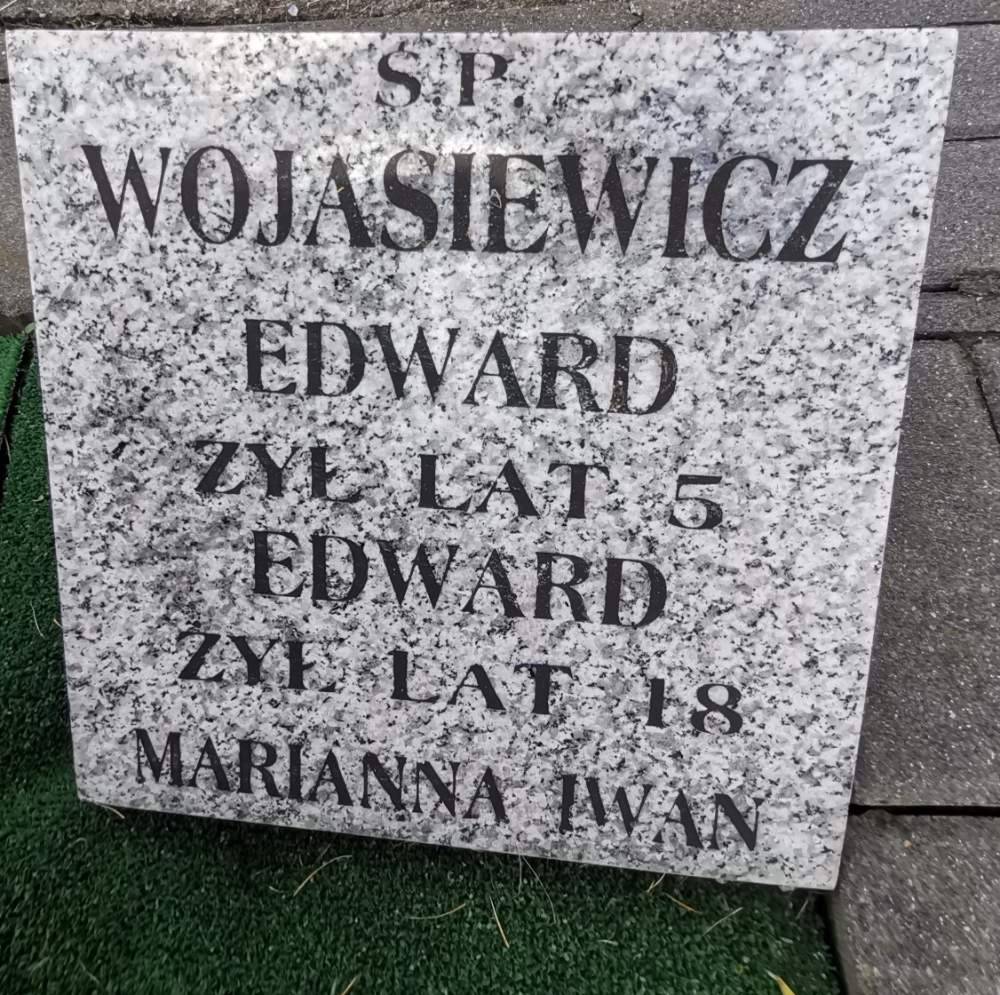 Ś.P.
WOJASIEWICZ
EDWARD
ŻYŁ LAT 5
EDWARD
ŻYŁ LAT 18
MARIANNA IWAN